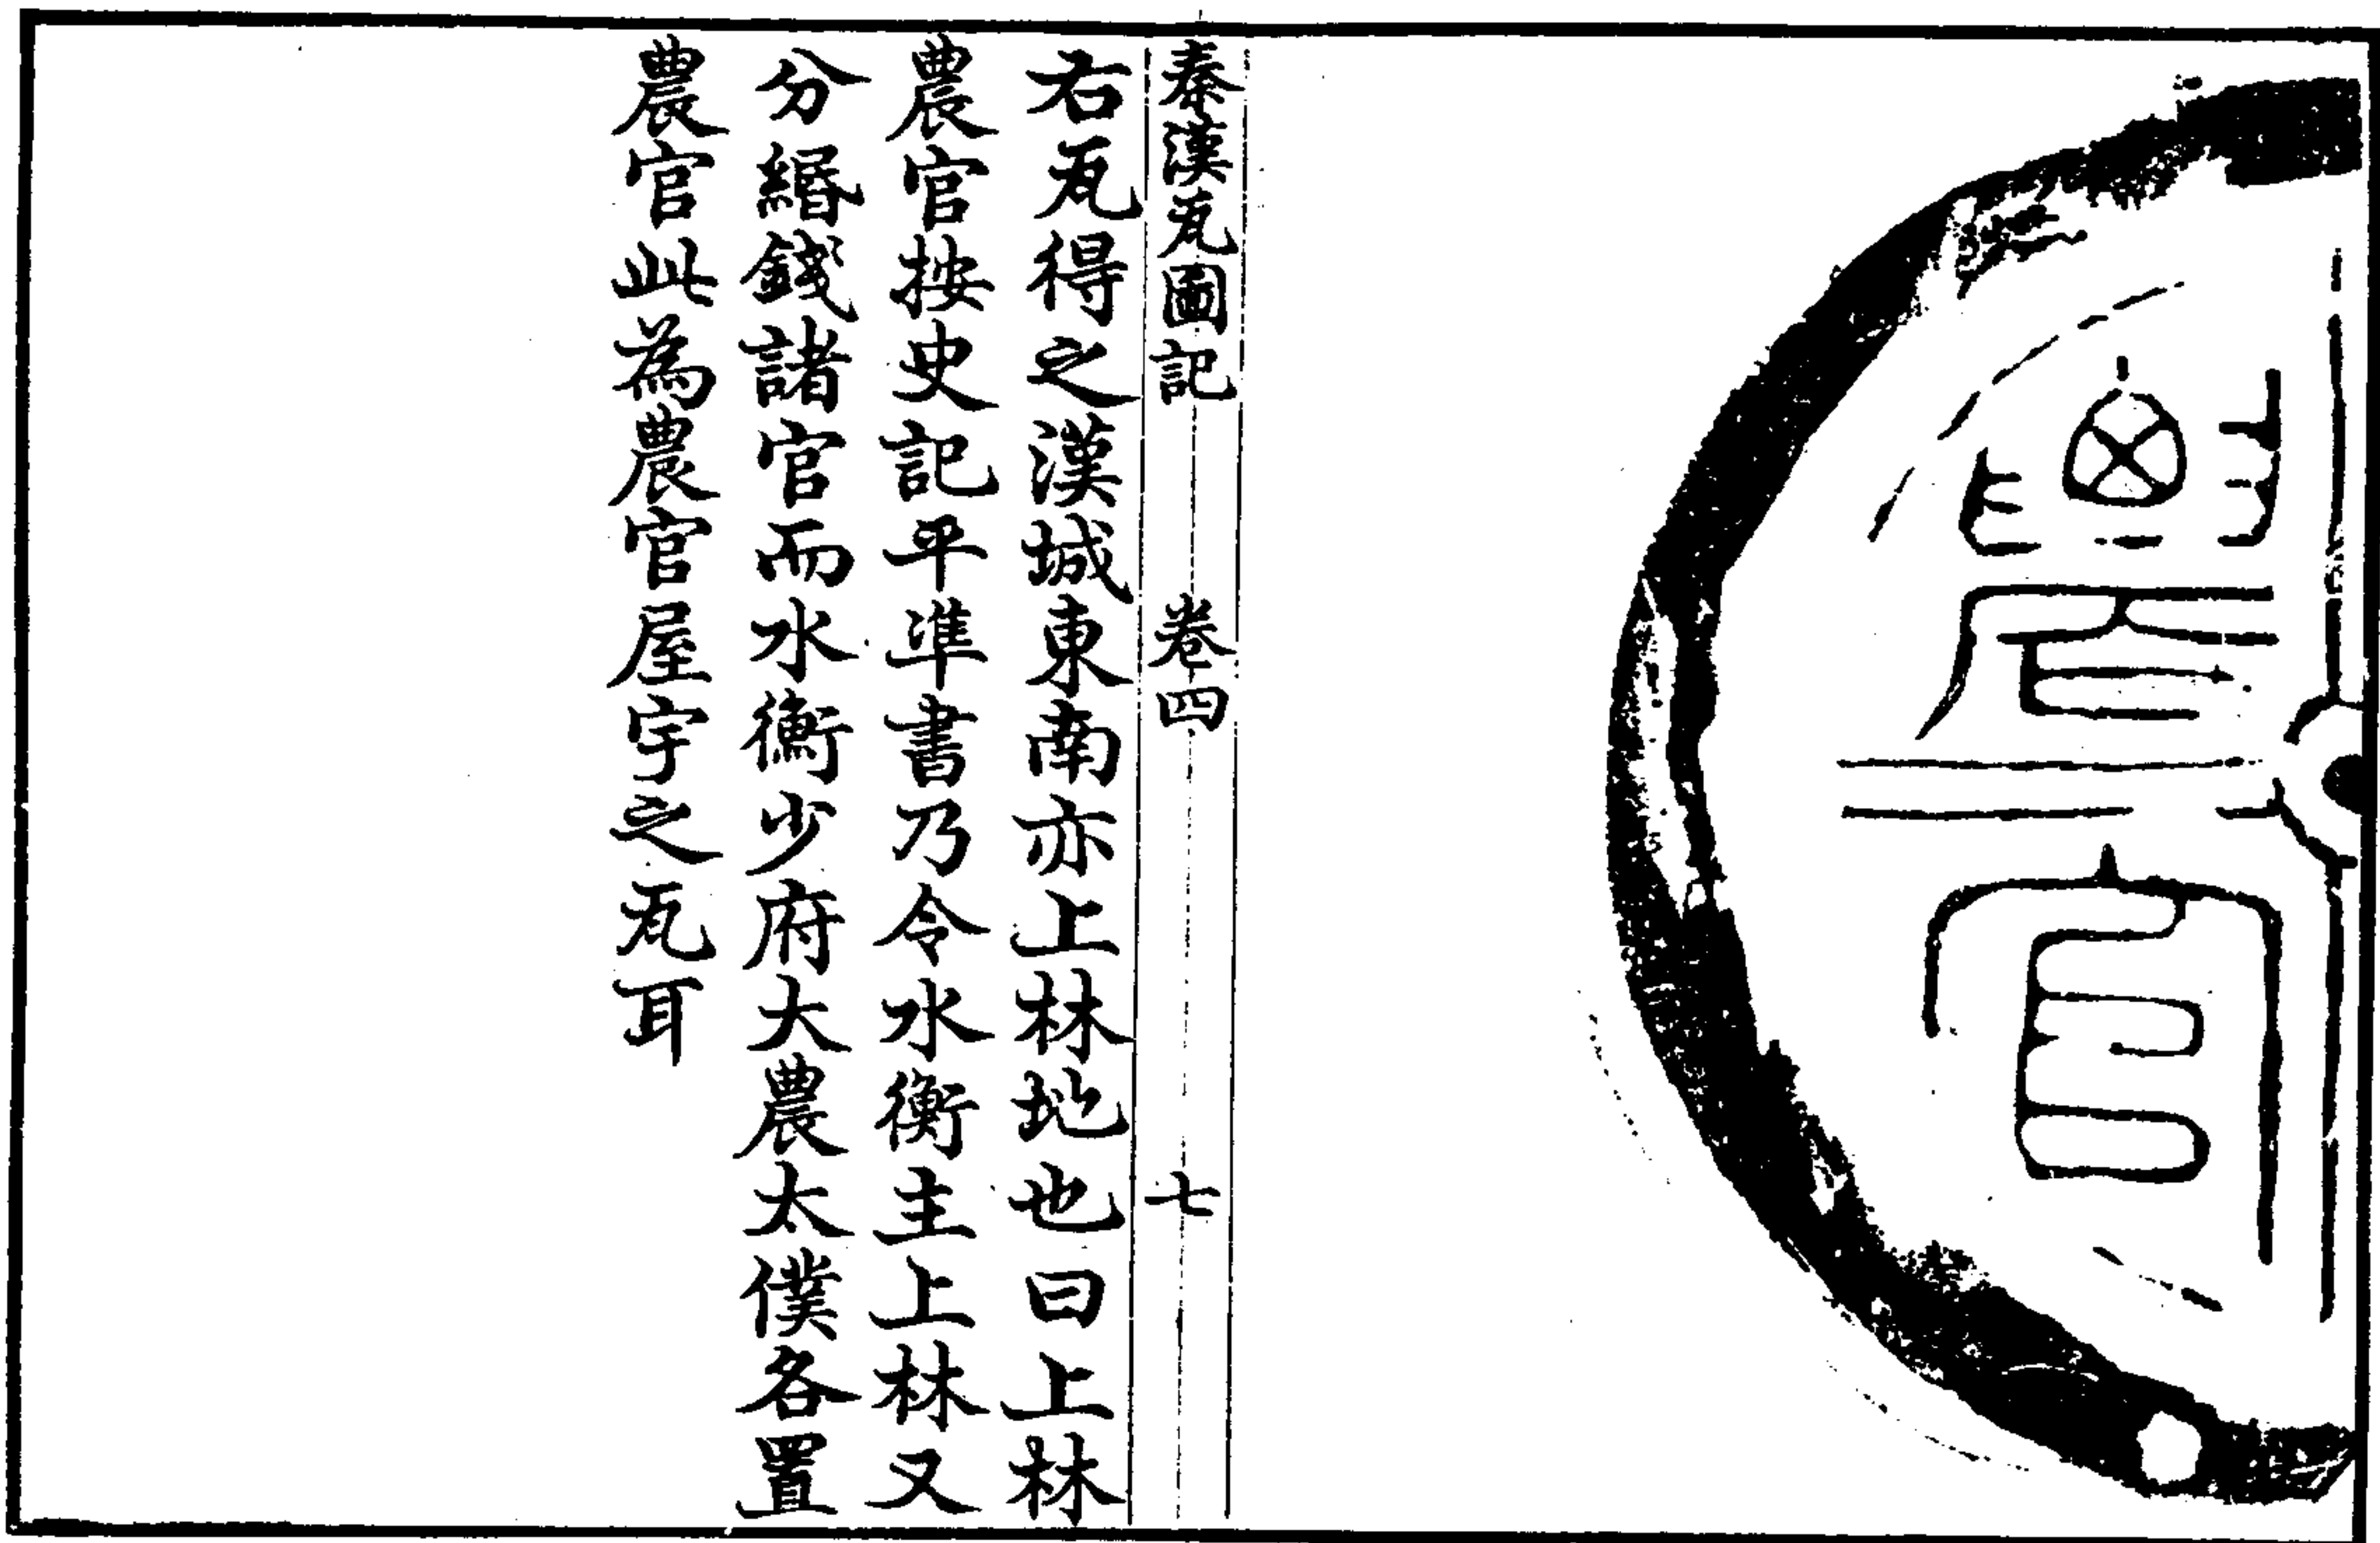 農官
秦漢瓦圖記 卷四 七
右瓦得之漢城東南亦上林地也曰上林
農官按史記平準書乃令水衡主上林又
分緡錢諸官而水衡少府大農太僕各置
農官此為農官屋宇之瓦耳